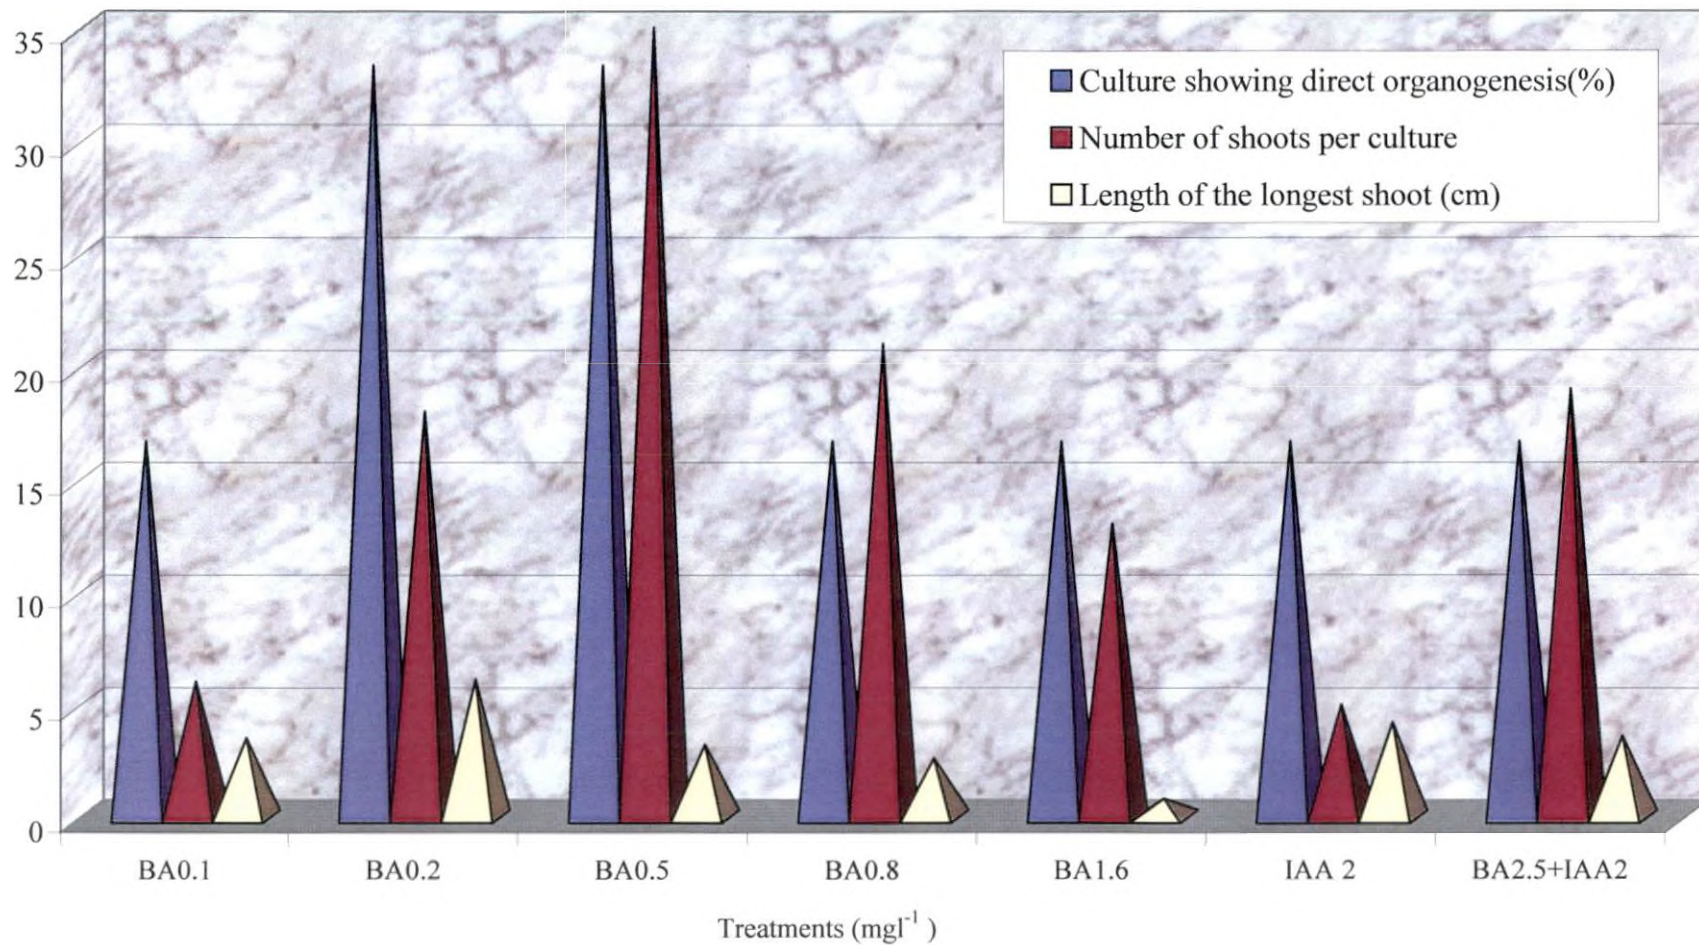 35
30
25
20
15
10
5
0
Culture showing direct organogenesis(%)
Number of shoots per culture
Length of the longest shoot (cm)
BA0.1 BA0.2 BA0.5 BA0.8 BA1.6 IAA 2 BA2.5+IAA2
Treatments (mgl⁻¹ )